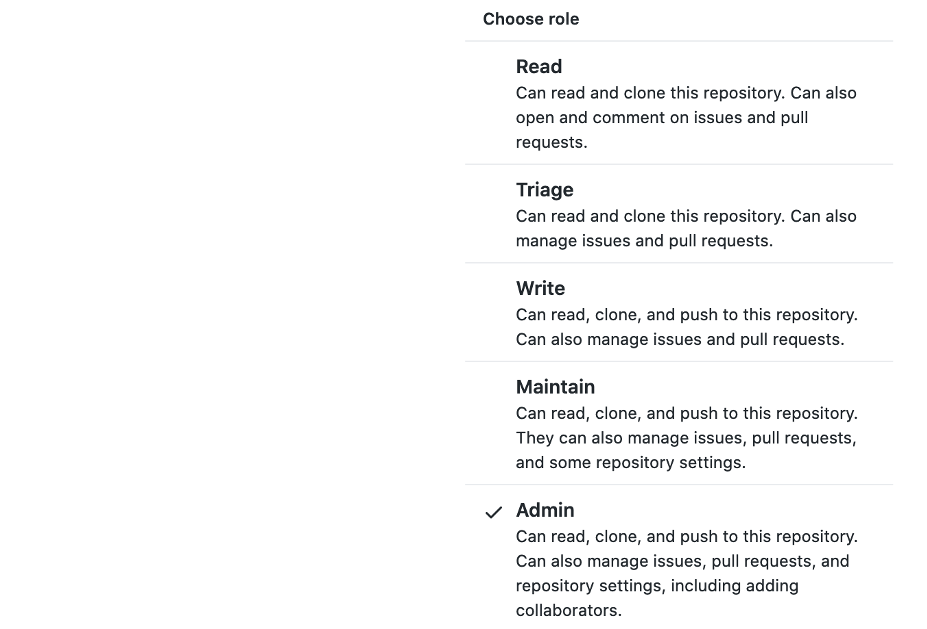 Choose role
Read
Can read and clone this repository. Can also
open and comment on issues and pull
requests.
Triage
Can read and clone this repository. Can also
manage issues and pull requests.
Write
Can read, clone, and push to this repository.
Can also manage issues and pull requests.
Maintain
Can read, clone, and push to this repository.
They can also manage issues, pull requests,
and some repository settings.
Admin
Can read, clone, and push to this repository.
Can also manage issues, pull requests, and
repository settings, including adding
collaborators.